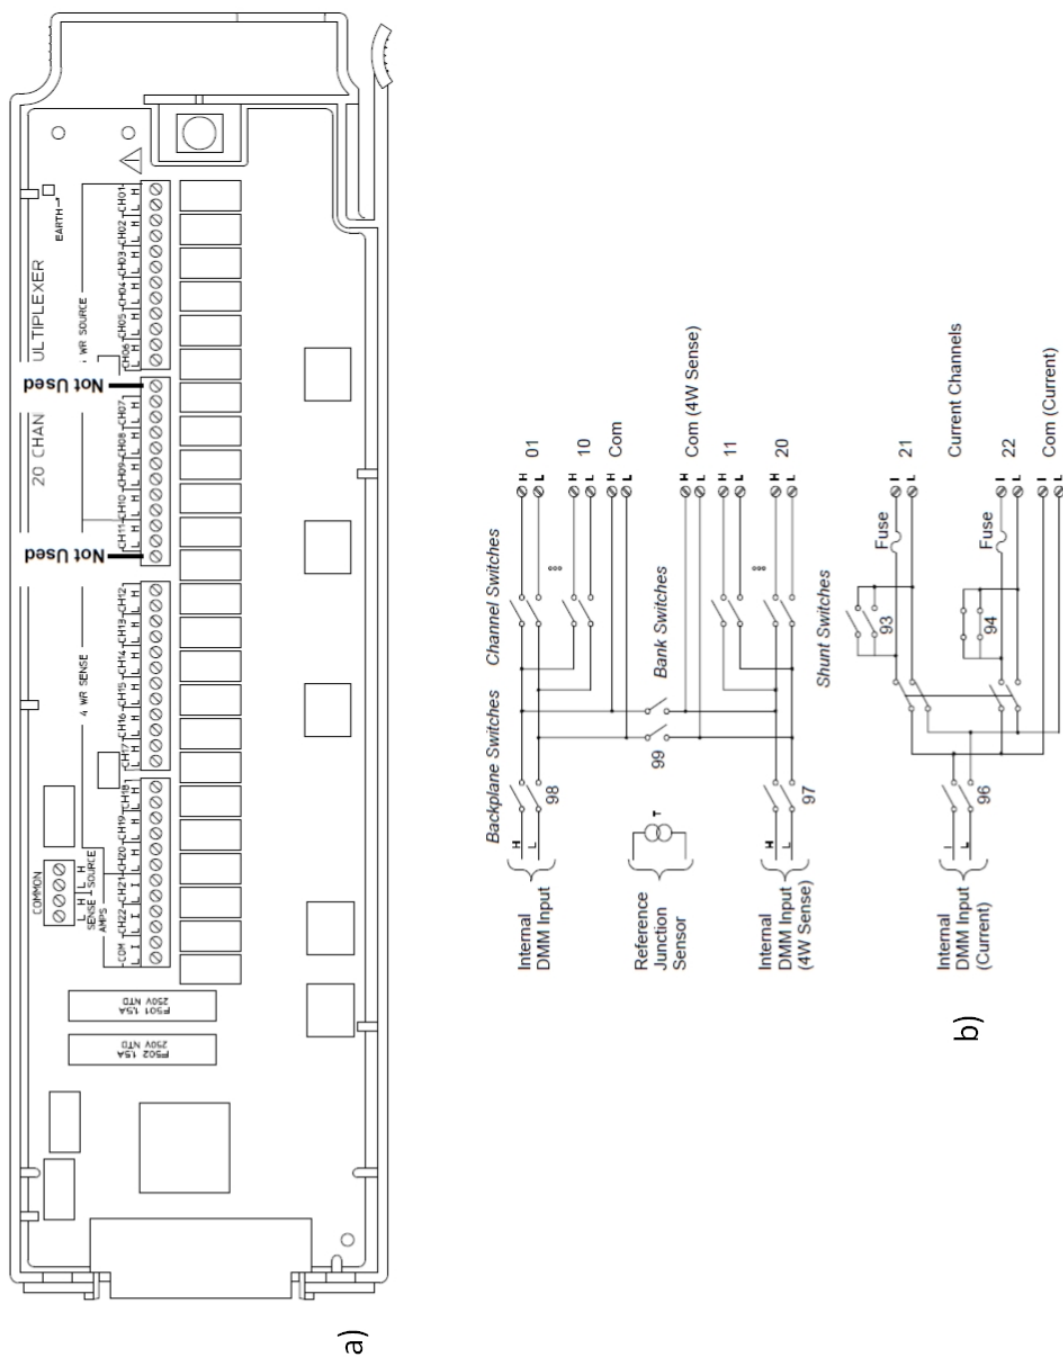 a)
20 CHAN
ULTIPLEXER
Not Used
Not Used
EARTH
WR SOURCE
4 WR SENSE
COMMON
L H L H
SENSE SOURCE
AMPS
COM CH22 CH21 CH20 CH19 CH18
L I L I L I L H L H L H
CH17 CH16 CH15 CH14 CH13 CH12
L H L H L H L H L H L H
CH11 CH10 CH09 CH08 CH07
L H L H L H L H L H
CH06 CH05 CH04 CH03 CH02 CH01
L H L H L H L H L H L H
F501 1.5A
250V NTD
F502 1.5A
250V NTD
b)
Backplane Switches
Channel Switches
Internal
DMM Input
H
L
98
H
L
01
H
L
10
H
L
Com
Bank Switches
99
Reference
Junction
Sensor
T
H
L
Com (4W Sense)
H
L
11
H
L
20
Internal
DMM Input
(4W Sense)
H
L
97
Shunt Switches
93
Fuse
I
L
21
94
Fuse
Current Channels
I
L
22
Internal
DMM Input
(Current)
I
L
96
I
L
Com (Current)